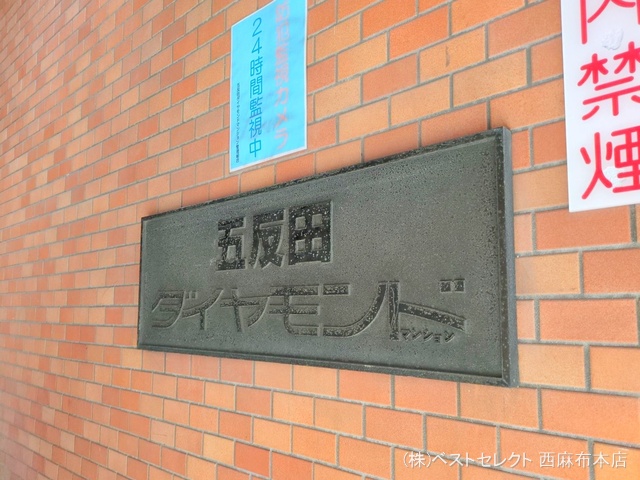 24時間監視中
内禁煙
五反田
ダイヤモンド
マンション
(株)ベストセレクト 西麻布本店